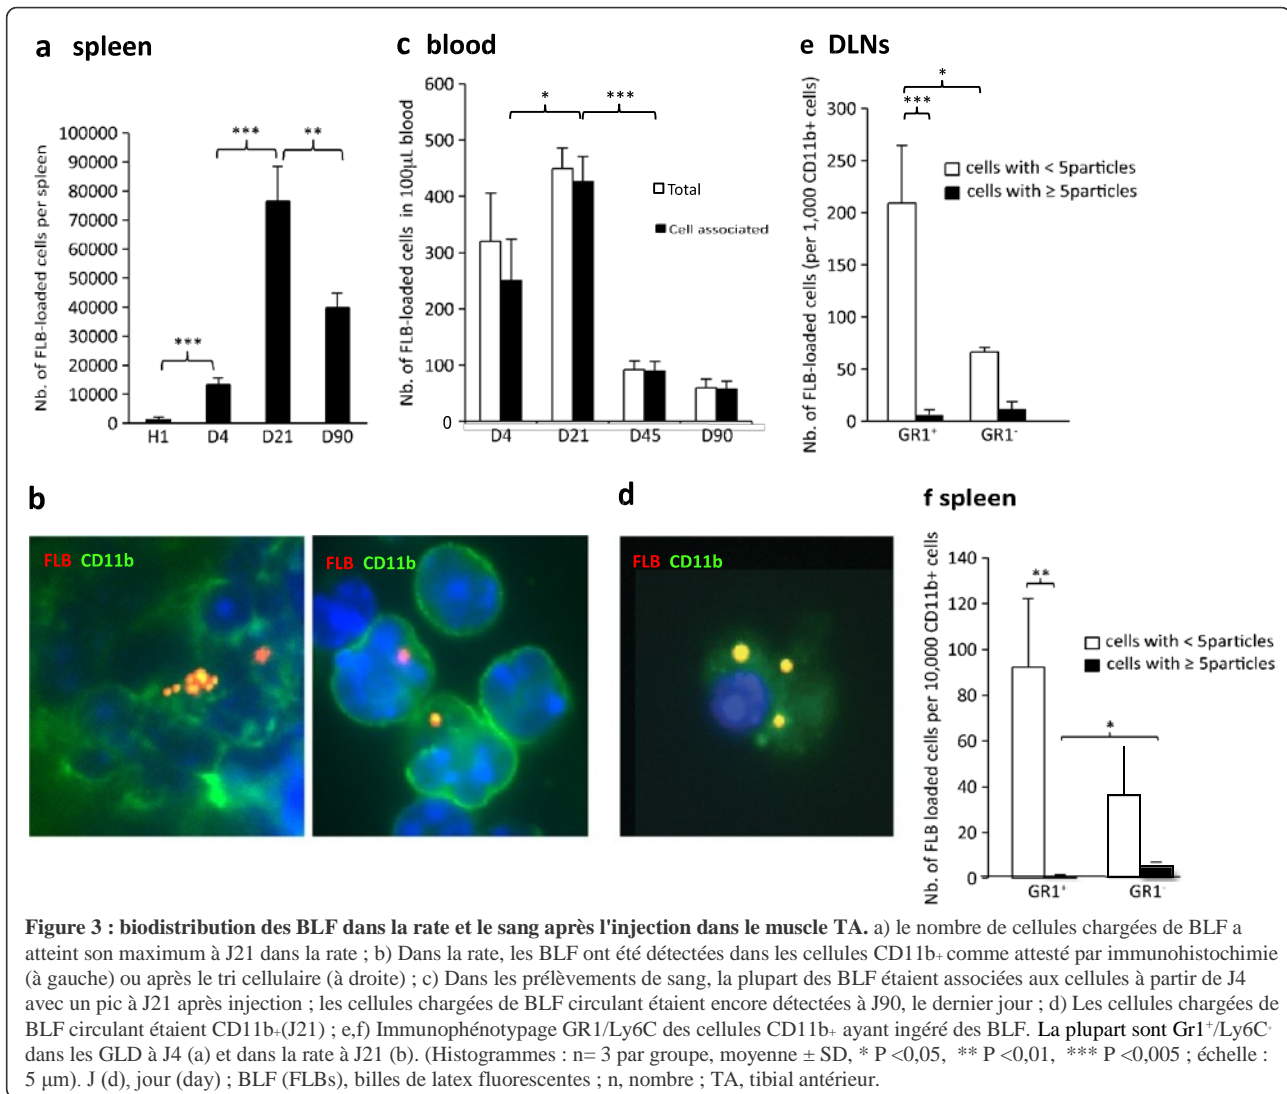 a spleen
Nb. of FLB-loaded cells per spleen
100000
90000
80000
70000
60000
50000
40000
30000
20000
10000
0
***
***
**
H1 D4 D21 D90
c blood
Nb. of FLB-loaded cells in 100µL blood
600
500
400
300
200
100
0
*
***
Total
Cell associated
D4 D21 D45 D90
e DLNs
Nb. of FLB-loaded cells (per 1,000 CD11b+ cells)
300
250
200
150
100
50
0
*
***
cells with < 5particles
cells with ≥ 5particles
GR1⁺ GR1⁻
b
FLB CD11b
FLB CD11b
d
FLB CD11b
f spleen
Nb. of FLB loaded cells per 10,000 CD11b+ cells
140
120
100
80
60
40
20
0
**
*
cells with < 5particles
cells with ≥ 5particles
GR1⁺ GR1⁻
Figure 3 : biodistribution des BLF dans la rate et le sang après l'injection dans le muscle TA. a) le nombre de cellules chargées de BLF a
atteint son maximum à J21 dans la rate ; b) Dans la rate, les BLF ont été détectées dans les cellules CD11b+ comme attesté par immunohistochimie
(à gauche) ou après le tri cellulaire (à droite) ; c) Dans les prélèvements de sang, la plupart des BLF étaient associées aux cellules à partir de J4
avec un pic à J21 après injection ; les cellules chargées de BLF circulant étaient encore détectées à J90, le dernier jour ; d) Les cellules chargées de
BLF circulant étaient CD11b+(J21) ; e,f) Immunophénotypage GR1/Ly6C des cellules CD11b+ ayant ingéré des BLF. La plupart sont Gr1⁺/Ly6C⁺
dans les GLD à J4 (a) et dans la rate à J21 (b). (Histogrammes : n= 3 par groupe, moyenne ± SD, * P <0,05, ** P <0,01, *** P <0,005 ; échelle :
5 µm). J (d), jour (day) ; BLF (FLBs), billes de latex fluorescentes ; n, nombre ; TA, tibial antérieur.